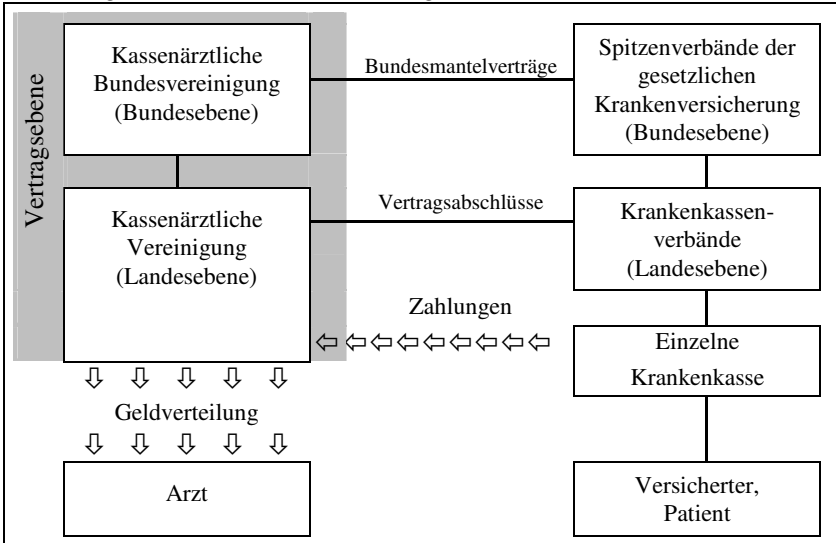 Vertragsebene
Kassenärztliche
Bundesvereinigung
(Bundesebene)
Bundesmantelverträge
Spitzenverbände der
gesetzlichen
Krankenversicherung
(Bundesebene)
Kassenärztliche
Vereinigung
(Landesebene)
Vertragsabschlüsse
Krankenkassen-
verbände
(Landesebene)
Zahlungen
Einzelne
Krankenkasse
Geldverteilung
Arzt
Versicherter,
Patient